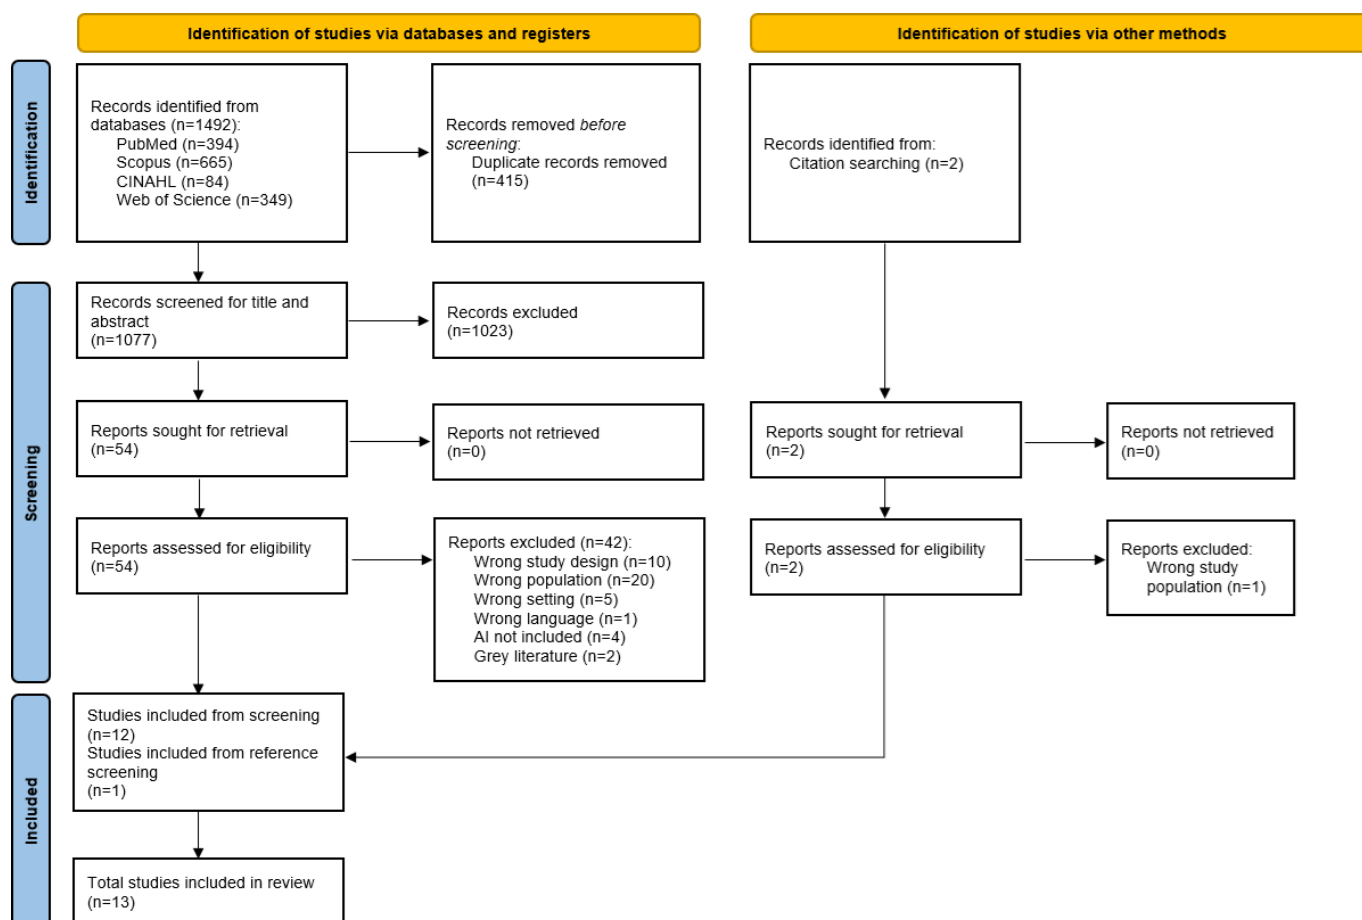 Identification of studies via databases and registers
Identification of studies via other methods
Identification
Records identified from
databases (n=1492):
PubMed (n=394)
Scopus (n=665)
CINAHL (n=84)
Web of Science (n=349)
Records removed before
screening:
Duplicate records removed
(n=415)
Records identified from:
Citation searching (n=2)
Screening
Records screened for title and
abstract
(n=1077)
Records excluded
(n=1023)
Reports sought for retrieval
(n=54)
Reports not retrieved
(n=0)
Reports sought for retrieval
(n=2)
Reports not retrieved
(n=0)
Reports assessed for eligibility
(n=54)
Reports excluded (n=42):
Wrong study design (n=10)
Wrong population (n=20)
Wrong setting (n=5)
Wrong language (n=1)
AI not included (n=4)
Grey literature (n=2)
Reports assessed for eligibility
(n=2)
Reports excluded:
Wrong study
population (n=1)
Included
Studies included from screening
(n=12)
Studies included from reference
screening
(n=1)
Total studies included in review
(n=13)